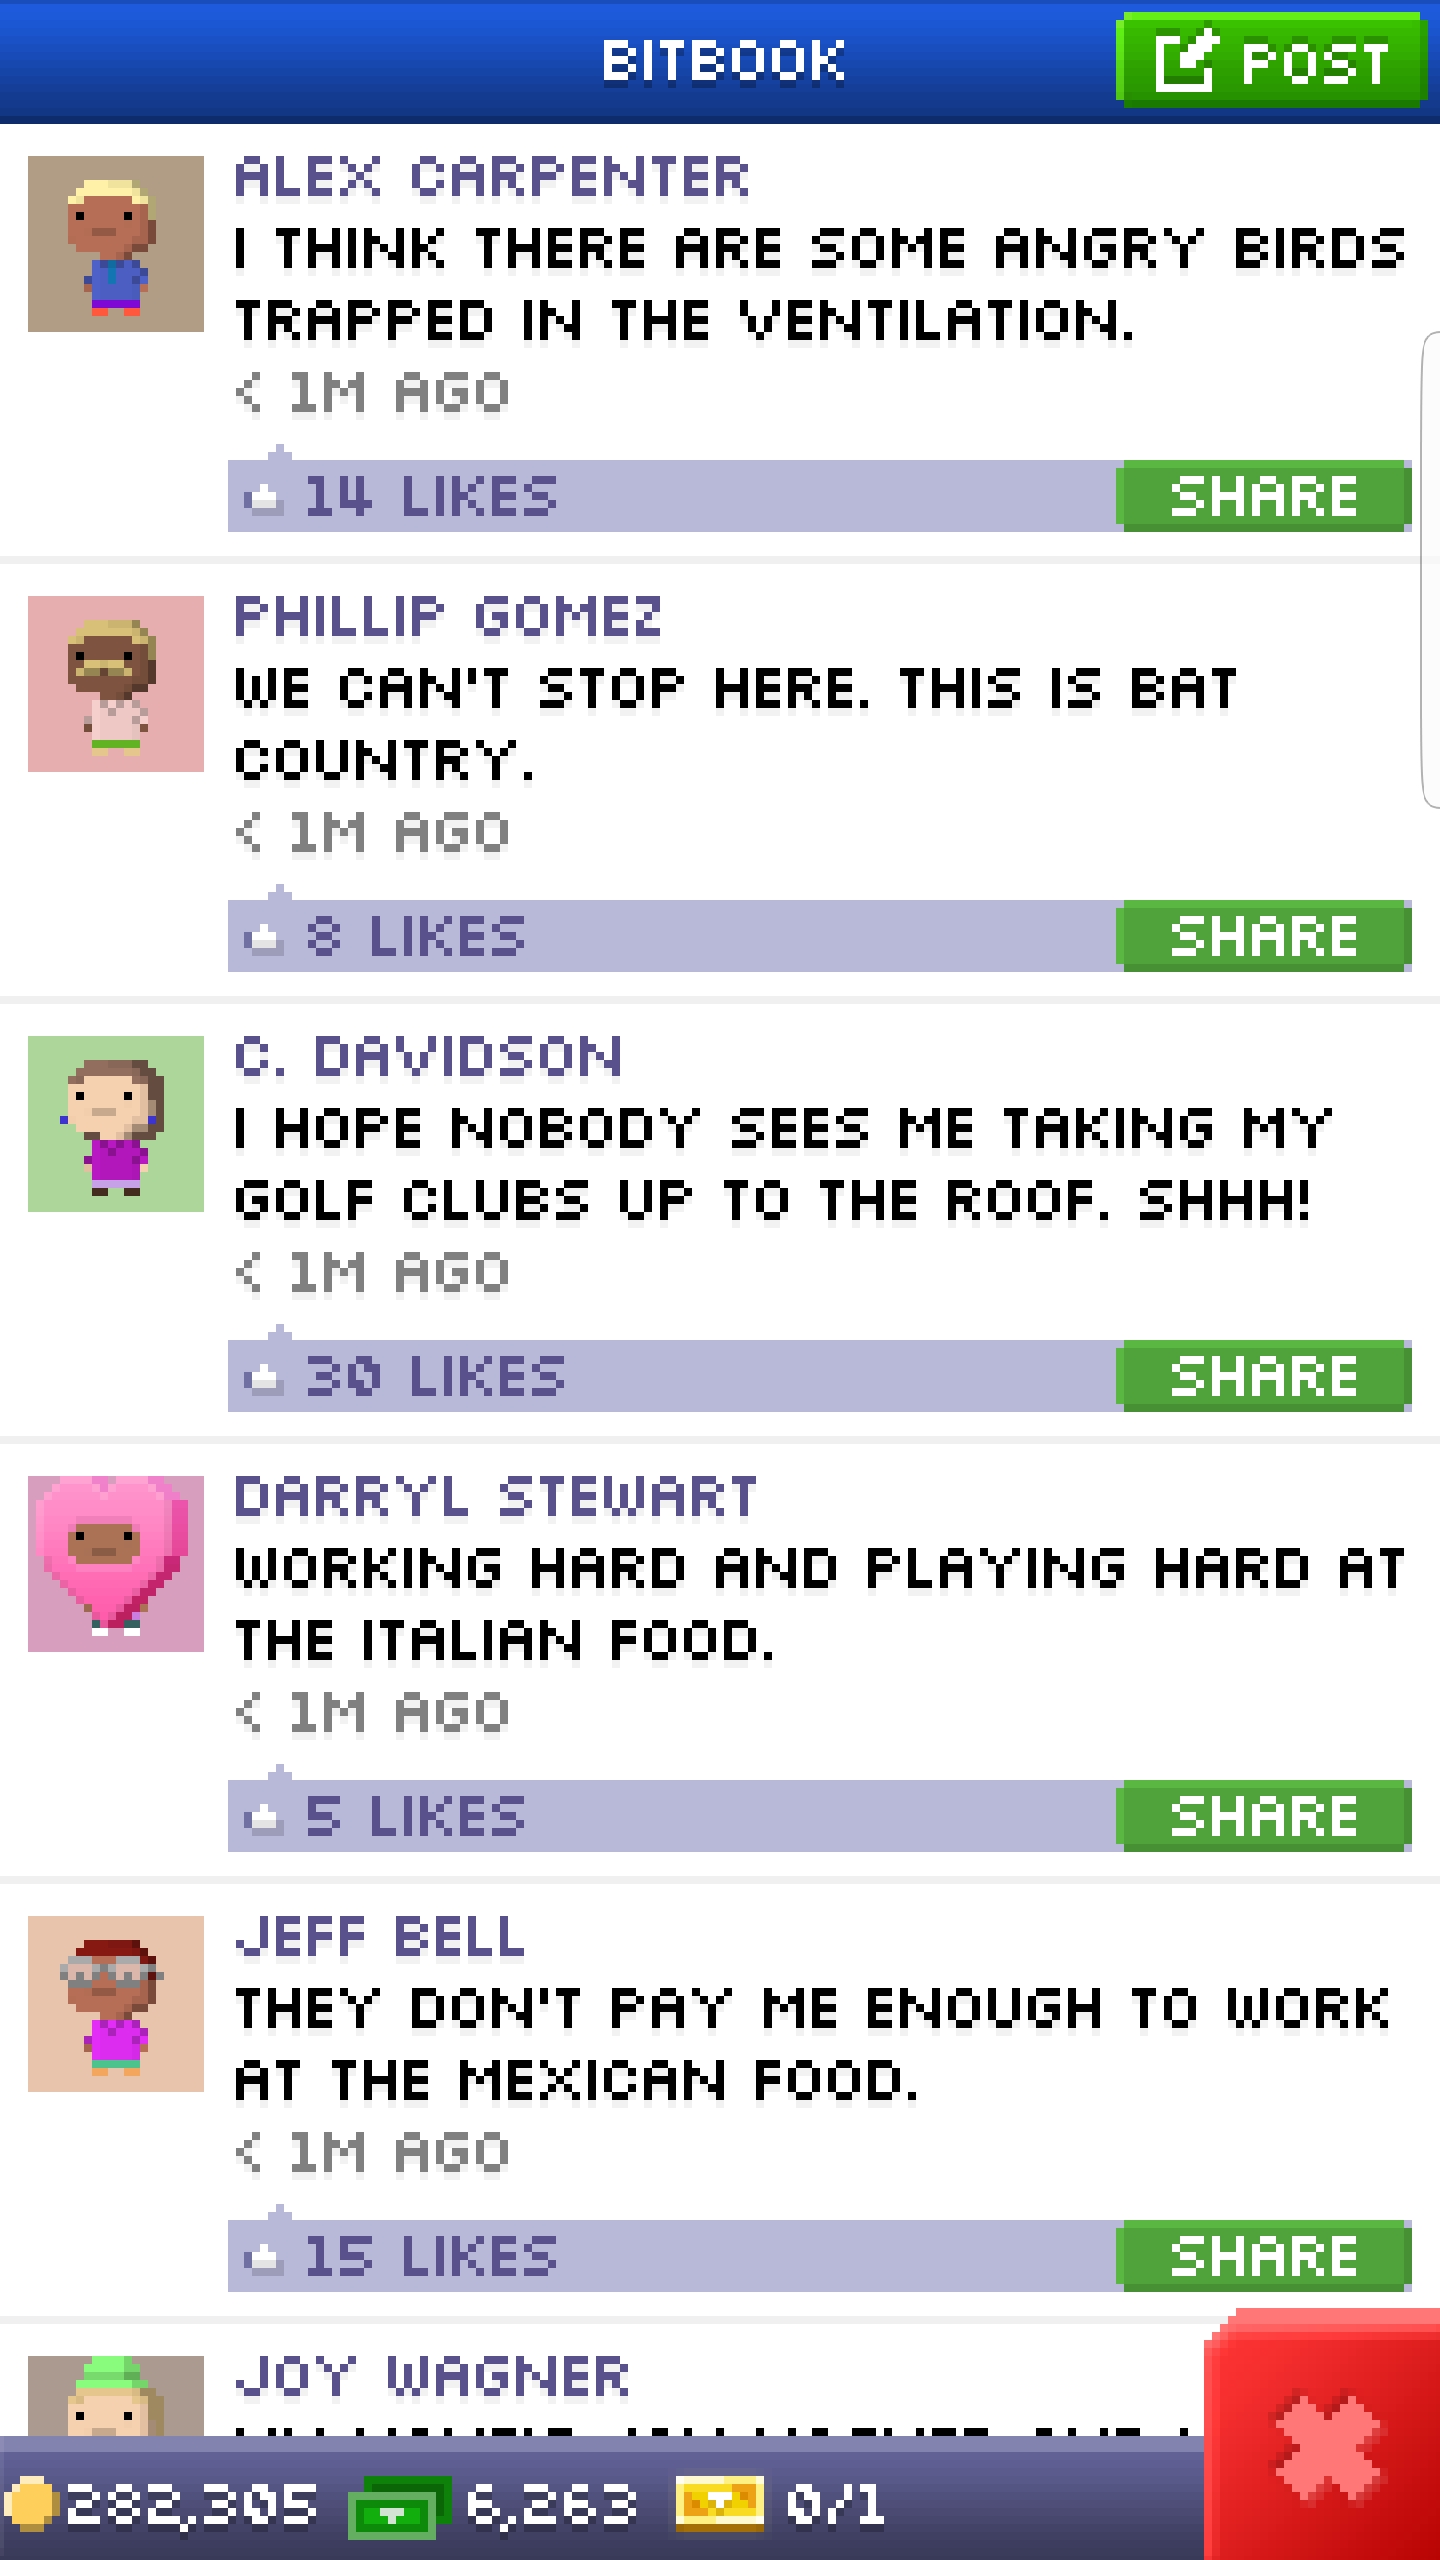 BITBOOK
POST
ALEX CARPENTER
I THINK THERE ARE SOME ANGRY BIRDS
TRAPPED IN THE VENTILATION.
< 1M AGO
14 LIKES
SHARE
PHILLIP GOMEZ
WE CAN'T STOP HERE. THIS IS BAT
COUNTRY.
< 1M AGO
8 LIKES
SHARE
C. DAVIDSON
I HOPE NOBODY SEES ME TAKING MY
GOLF CLUBS UP TO THE ROOF. SHHH!
< 1M AGO
30 LIKES
SHARE
DARRYL STEWART
WORKING HARD AND PLAYING HARD AT
THE ITALIAN FOOD.
< 1M AGO
5 LIKES
SHARE
JEFF BELL
THEY DON'T PAY ME ENOUGH TO WORK
AT THE MEXICAN FOOD.
< 1M AGO
15 LIKES
SHARE
JOY WAGNER
282,305 6,263 0/1